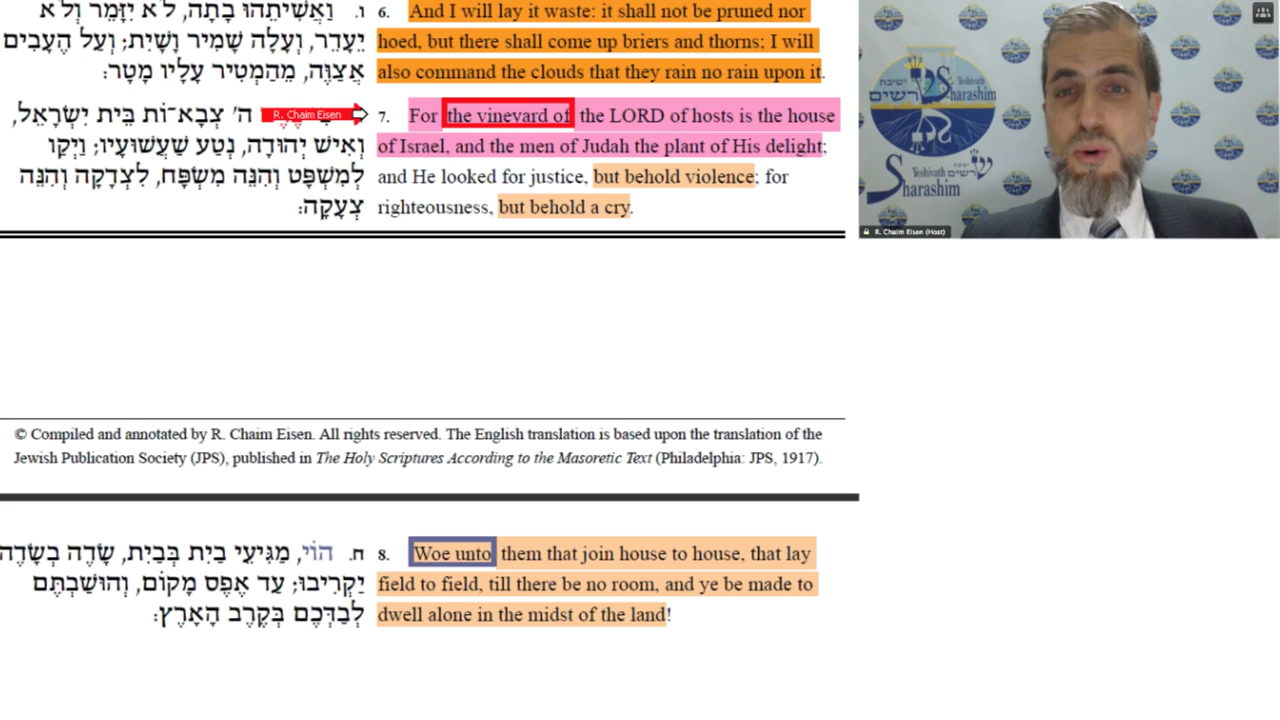 ו. וַאֲשִׁיתֵהוּ בָתָה, לֹא יִזָּמֵר וְלֹא
יֵעָדֵר, וְעָלָה שָׁמִיר וָשָׁיִת; וְעַל הֶעָבִים
אֲצַוֶּה, מֵהַמְטִיר עָלָיו מָטָר:
6. And I will lay it waste: it shall not be pruned nor
hoed, but there shall come up briers and thorns; I will
also command the clouds that they rain no rain upon it.
ה' צְבָא־וֹת בֵּית יִשְׂרָאֵל,
וְאִישׁ יְהוּדָה, נְטַע שַׁעֲשׁוּעָיו; וַיְקַו
לְמִשְׁפָּט וְהִנֵּה מִשְׂפָּח, לִצְדָקָה וְהִנֵּה
צְעָקָה:
R. Chaim Eisen
7. For the vineyard of the LORD of hosts is the house
of Israel, and the men of Judah the plant of His delight;
and He looked for justice, but behold violence; for
righteousness, but behold a cry.
© Compiled and annotated by R. Chaim Eisen. All rights reserved. The English translation is based upon the translation of the
Jewish Publication Society (JPS), published in The Holy Scriptures According to the Masoretic Text (Philadelphia: JPS, 1917).
ח. הוֹי, מַגִּיעֵי בַיִת בְּבַיִת, שָׂדֶה בְשָׂדֶה
יַקְרִיבוּ; עַד אֶפֶס מָקוֹם, וְהוּשַׁבְתֶּם
לְבַדְּכֶם בְּקֶרֶב הָאָרֶץ:
8. Woe unto them that join house to house, that lay
field to field, till there be no room, and ye be made to
dwell alone in the midst of the land!
ישיבת
שרשים
Yeshivath
Sharashim
Yeshivath
שרשים
Sharashim
R. Chaim Eisen (Host)